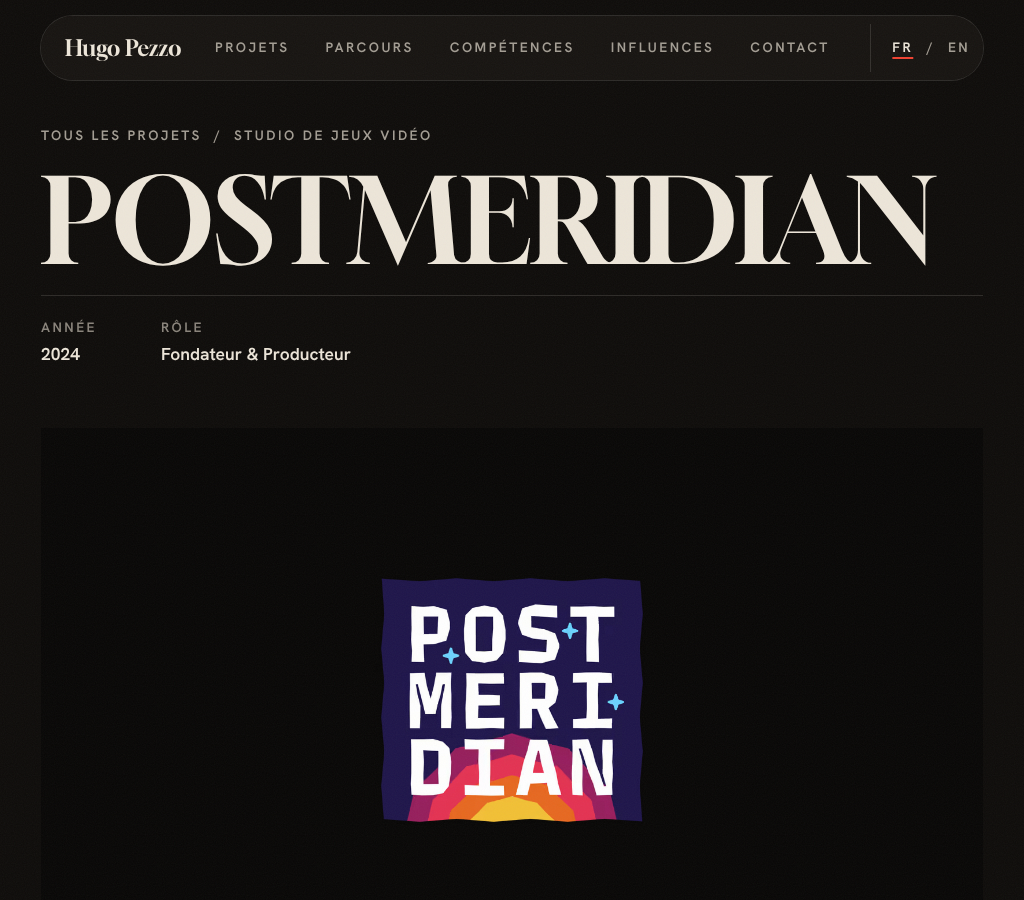 Hugo Pezzo PROJETS PARCOURS COMPÉTENCES INFLUENCES CONTACT FR / EN
TOUS LES PROJETS / STUDIO DE JEUX VIDÉO
POSTMERIDIAN
ANNÉE RÔLE
2024 Fondateur & Producteur
POST
MERI
DIAN